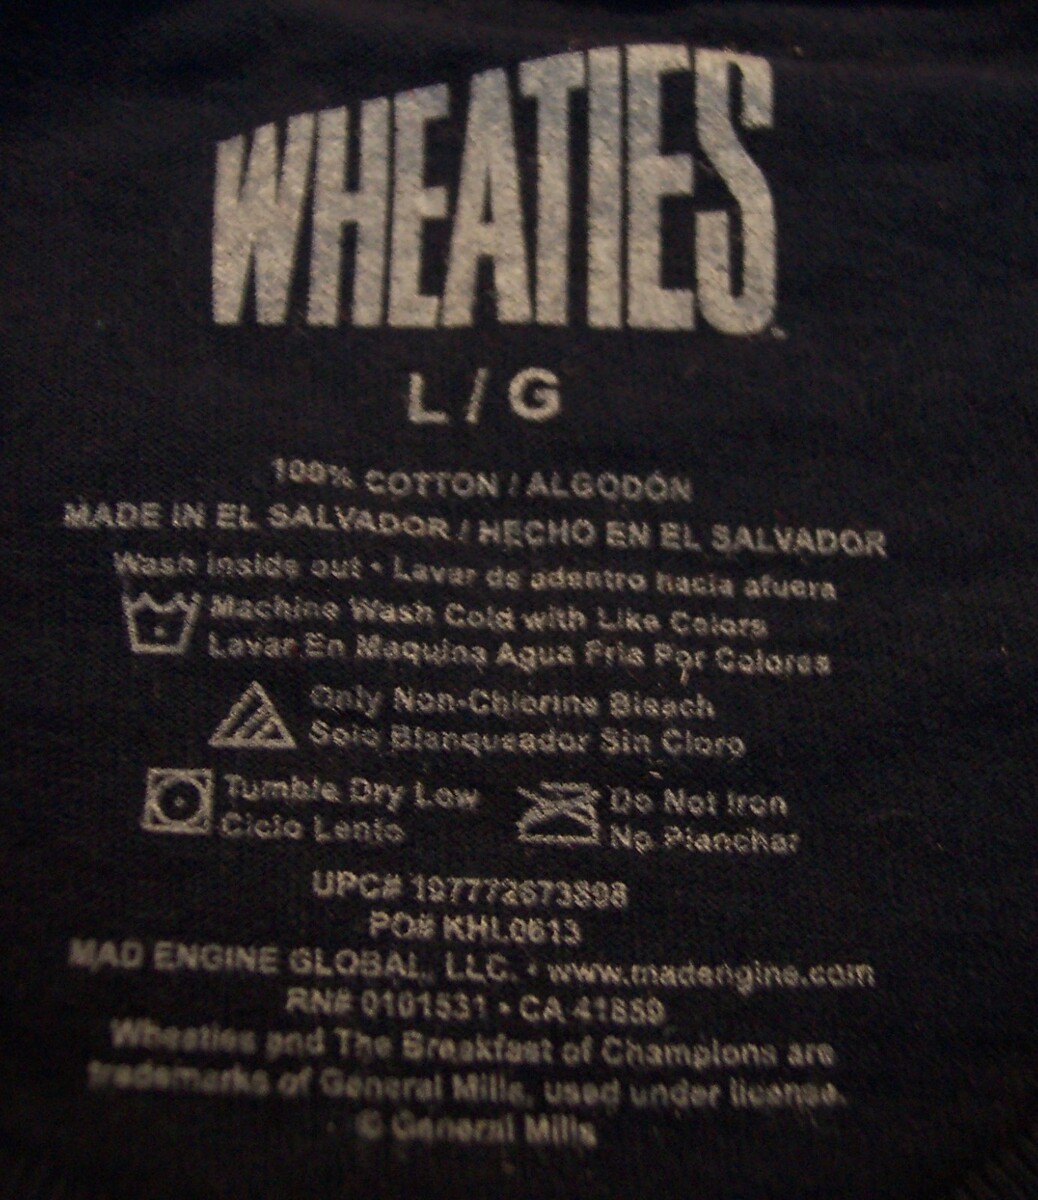 WHEATIES
L / G
100% COTTON / ALGODÓN
MADE IN EL SALVADOR / HECHO EN EL SALVADOR
Wash inside out • Lavar de adentro hacia afuera
Machine Wash Cold with Like Colors
Lavar En Maquina Agua Fria Por Colores
Only Non-Chlorine Bleach
Solo Blanqueador Sin Cloro
Tumble Dry Low
Ciclo Lento
Do Not Iron
No Planchar
UPC# 197772673898
PO# KHL0613
MAD ENGINE GLOBAL, LLC. • www.madengine.com
RN# 0101531 • CA 41859
Wheaties and The Breakfast of Champions are
trademarks of General Mills, used under license.
© General Mills